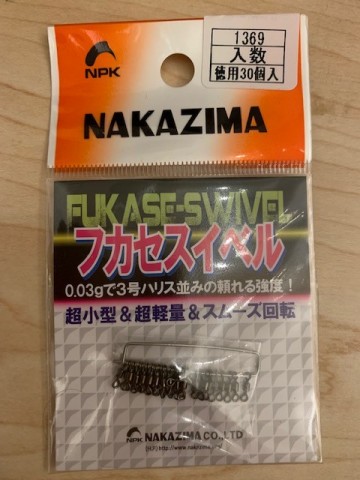 NPK
1369
入数
徳用30個入
NAKAZIMA
FUKASE-SWIVEL
フカセスイベル
0.03gで3号ハリス並みの頼れる強度!
超小型&超軽量&スムーズ回転
NPK NAKAZIMA CO.,LTD